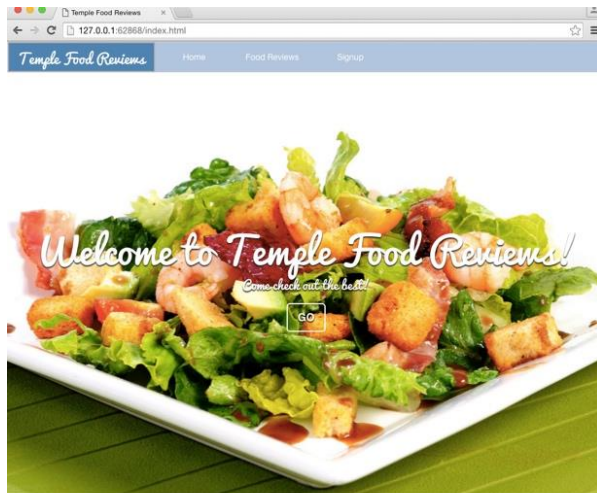 Temple Food Reviews
127.0.0.1:62868/index.html
Temple Food Reviews Home Food Reviews Signup
Welcome to Temple Food Reviews!
Come check out the best!
GO